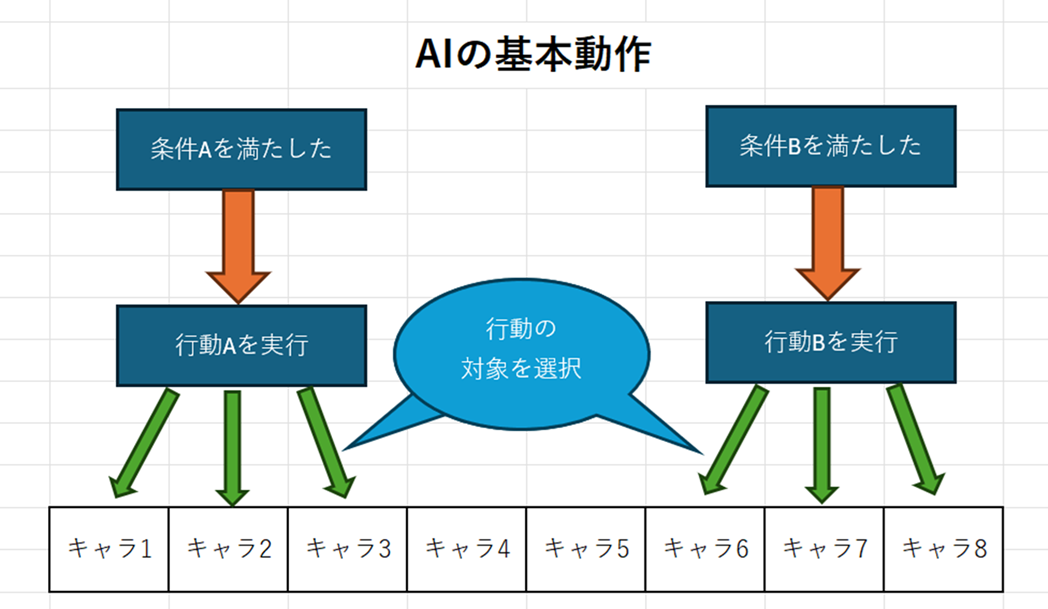 AIの基本動作
条件Aを満たした
条件Bを満たした
行動Aを実行
行動の
対象を選択
行動Bを実行
キャラ1 キャラ2 キャラ3 キャラ4 キャラ5 キャラ6 キャラ7 キャラ8